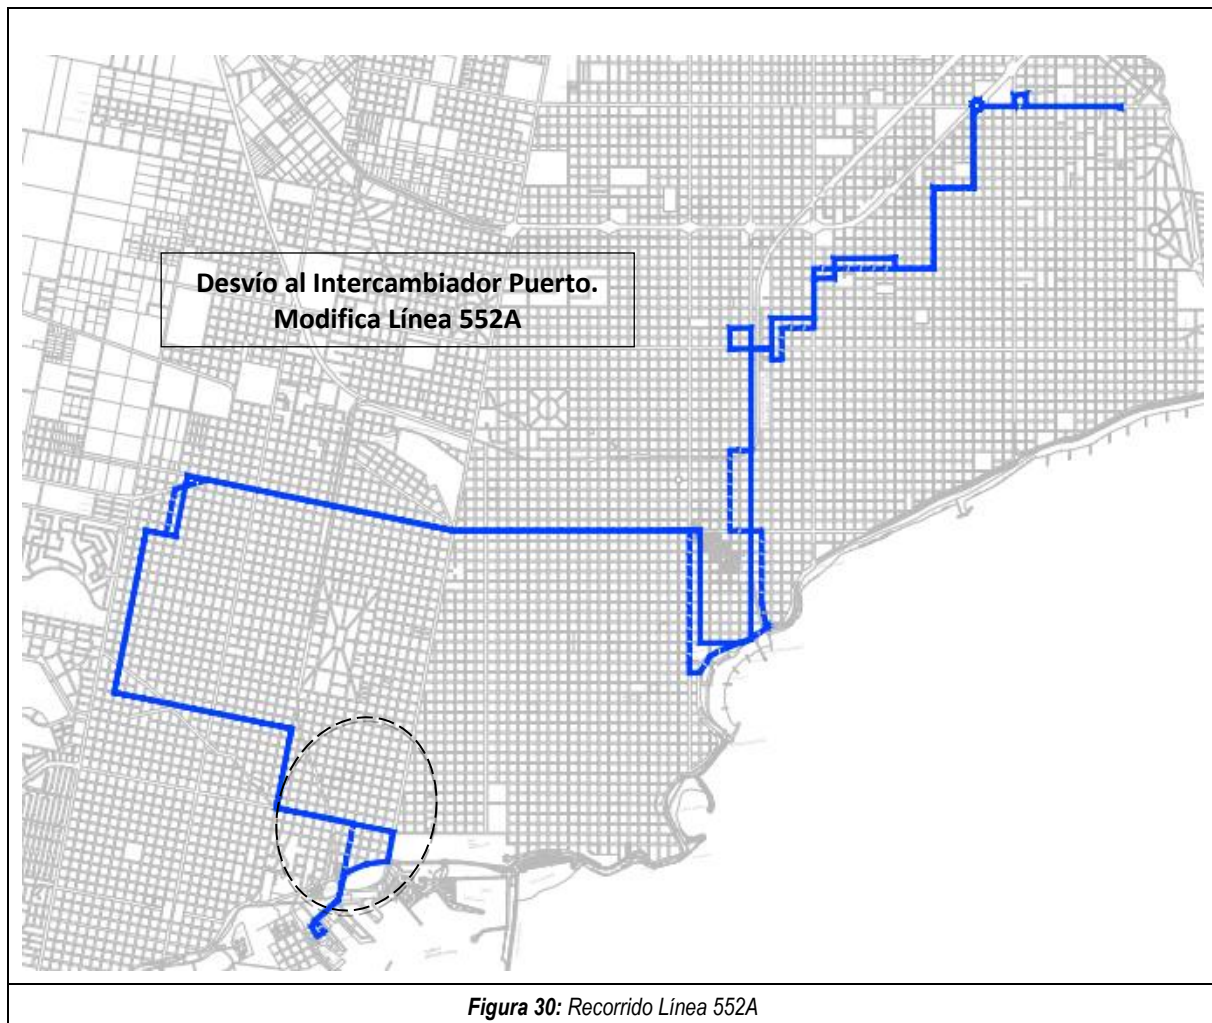 Desvío al Intercambiador Puerto.
Modifica Línea 552A
Figura 30: Recorrido Línea 552A